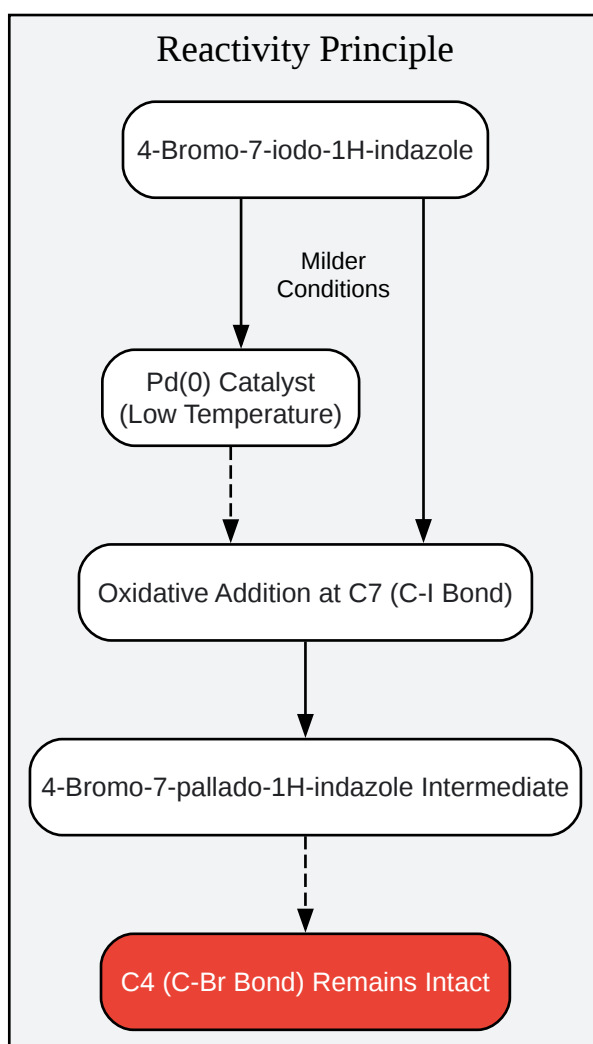 Reactivity Principle
4-Bromo-7-iodo-1H-indazole
Milder
Conditions
Pd(0) Catalyst
(Low Temperature)
Oxidative Addition at C7 (C-I Bond)
4-Bromo-7-pallado-1H-indazole Intermediate
C4 (C-Br Bond) Remains Intact